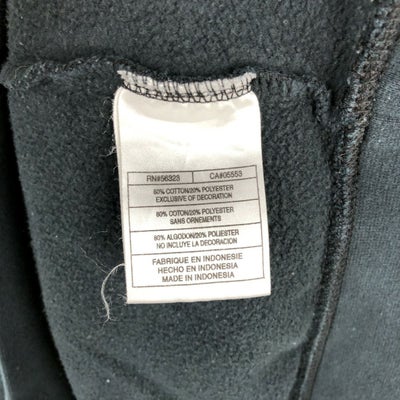 RN#56323 CA#05553
80% COTTON/20% POLYESTER
EXCLUSIVE OF DECORATION
80% COTON/20% POLYESTER
SANS ORNEMENTS
80% ALGODON/20% POLIESTER
NO INCLUYE LA DECORACION
FABRIQUE EN INDONESIE
HECHO EN INDONESIA
MADE IN INDONESIA